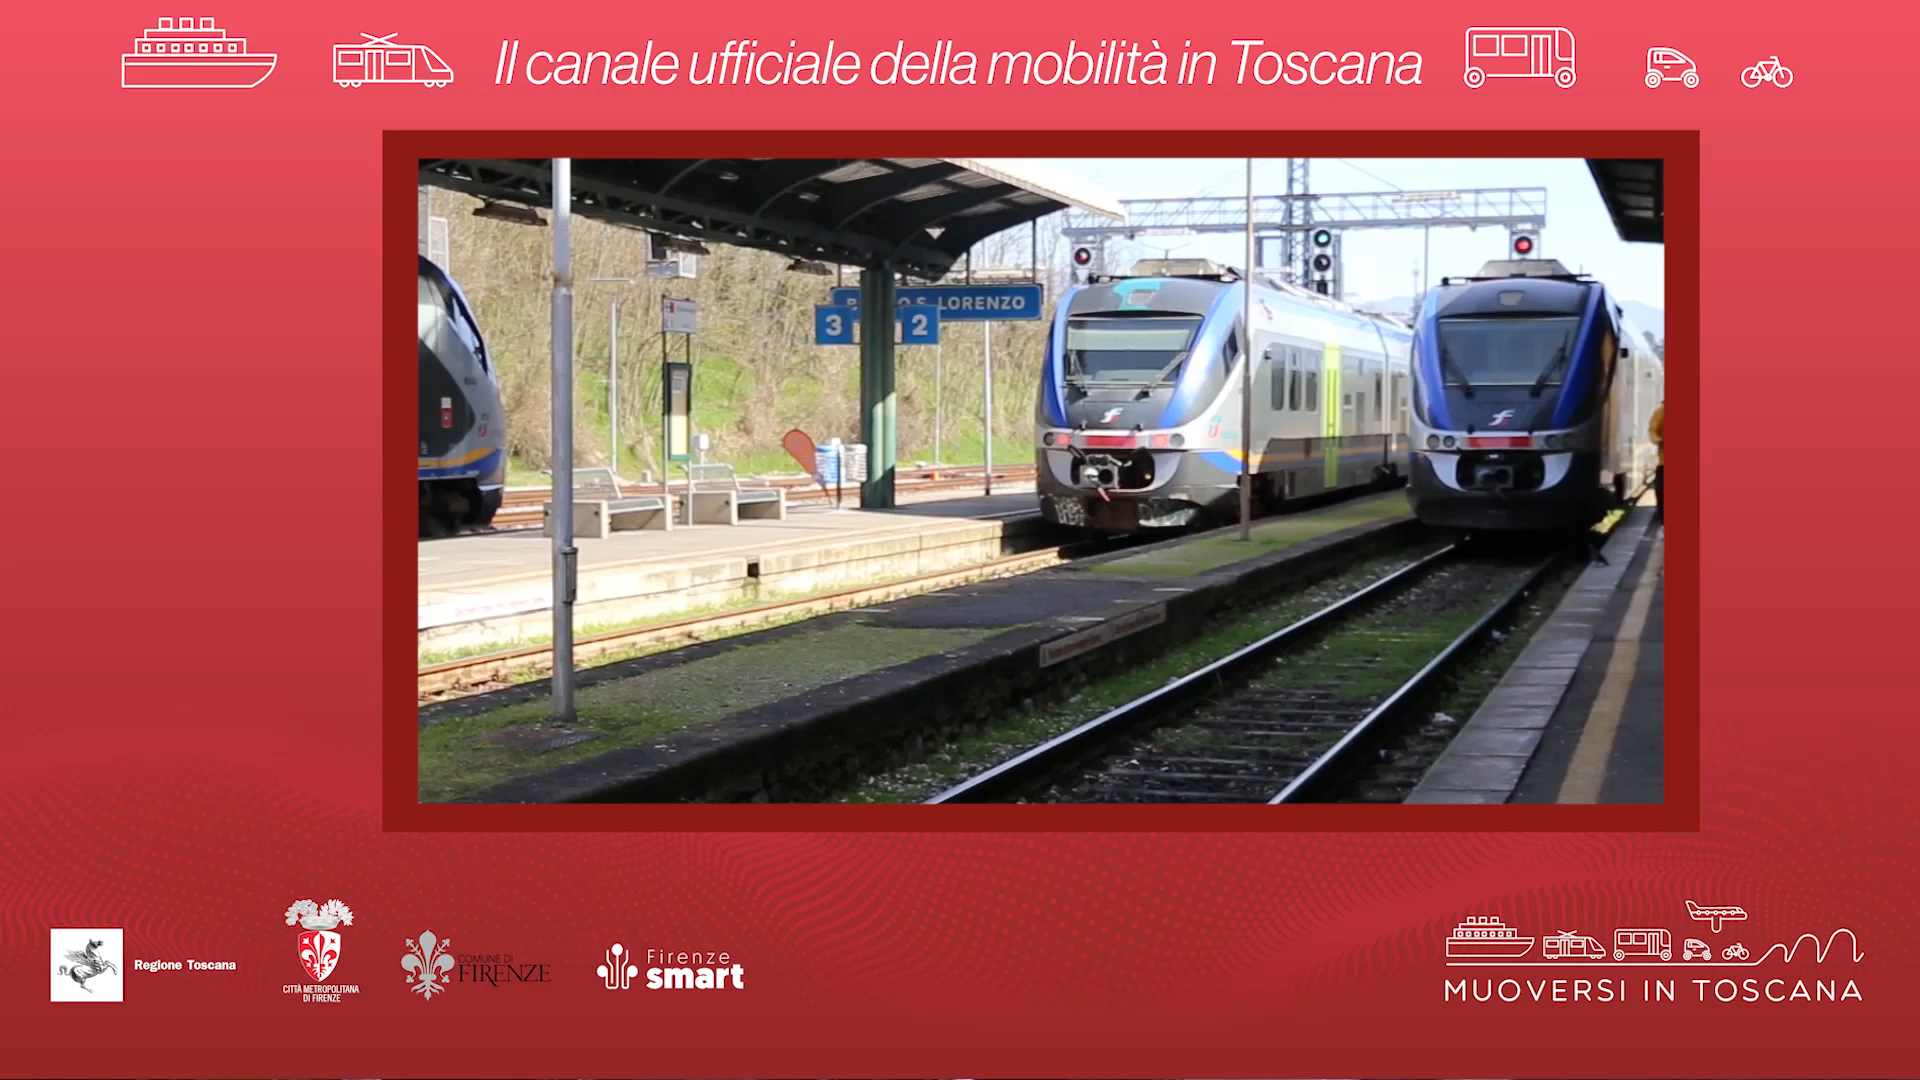 Il canale ufficiale della mobilità in Toscana
LORENZO
3 2
Regione Toscana
CITTÀ METROPOLITANA
DI FIRENZE
COMUNE DI
FIRENZE
Firenze
smart
MUOVERSI IN TOSCANA